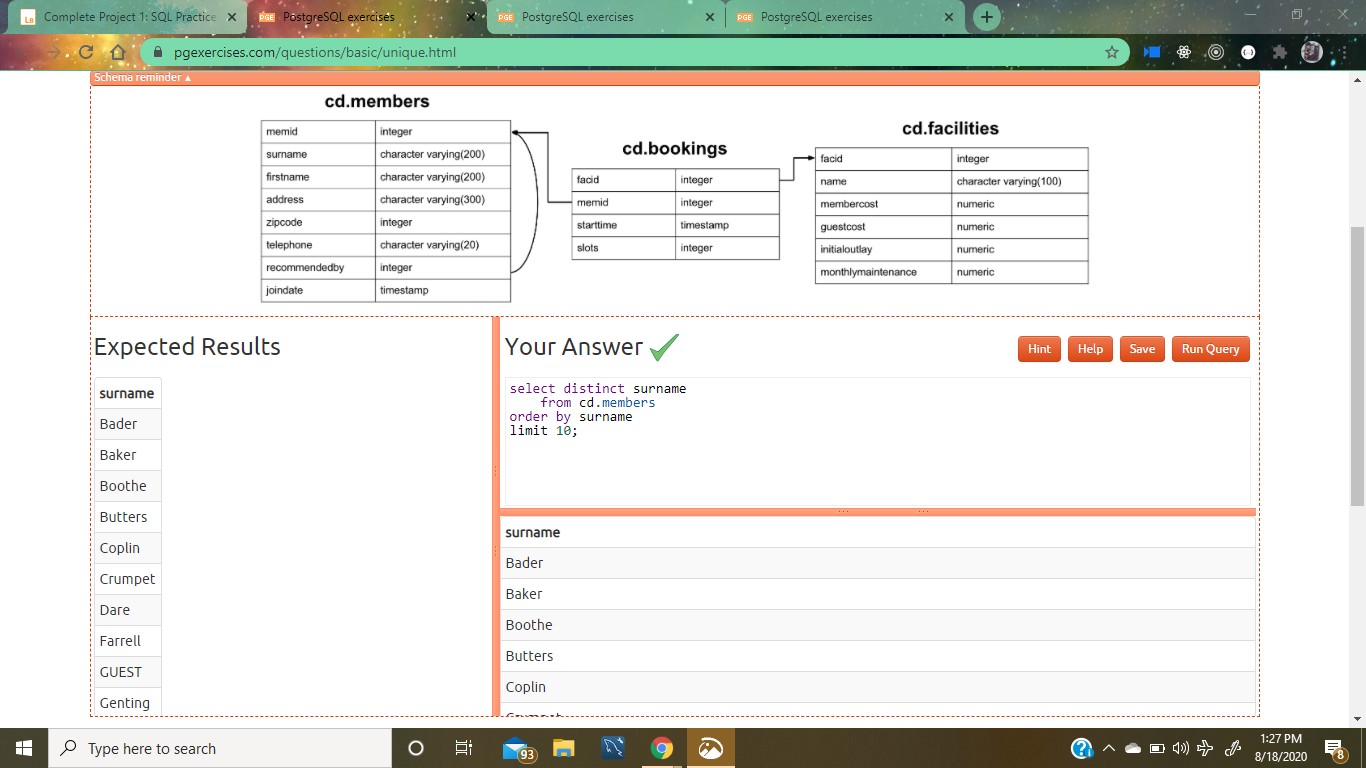 Complete Project 1: SQL Practice
PGE PostgreSQL exercises
PGE PostgreSQL exercises
PGE PostgreSQL exercises
pgexercises.com/questions/basic/unique.html
Schema reminder ▲
cd.members
memid integer
surname character varying(200)
firstname character varying(200)
address character varying(300)
zipcode integer
telephone character varying(20)
recommendedby integer
joindate timestamp
cd.bookings
facid integer
memid integer
starttime timestamp
slots integer
cd.facilities
facid integer
name character varying(100)
membercost numeric
guestcost numeric
initialoutlay numeric
monthlymaintenance numeric
Expected Results
surname
Bader
Baker
Boothe
Butters
Coplin
Crumpet
Dare
Farrell
GUEST
Genting
Your Answer
Hint Help Save Run Query
select distinct surname
    from cd.members
order by surname
limit 10;
surname
Bader
Baker
Boothe
Butters
Coplin
Crumpet
Type here to search
93
1:27 PM
8/18/2020
8